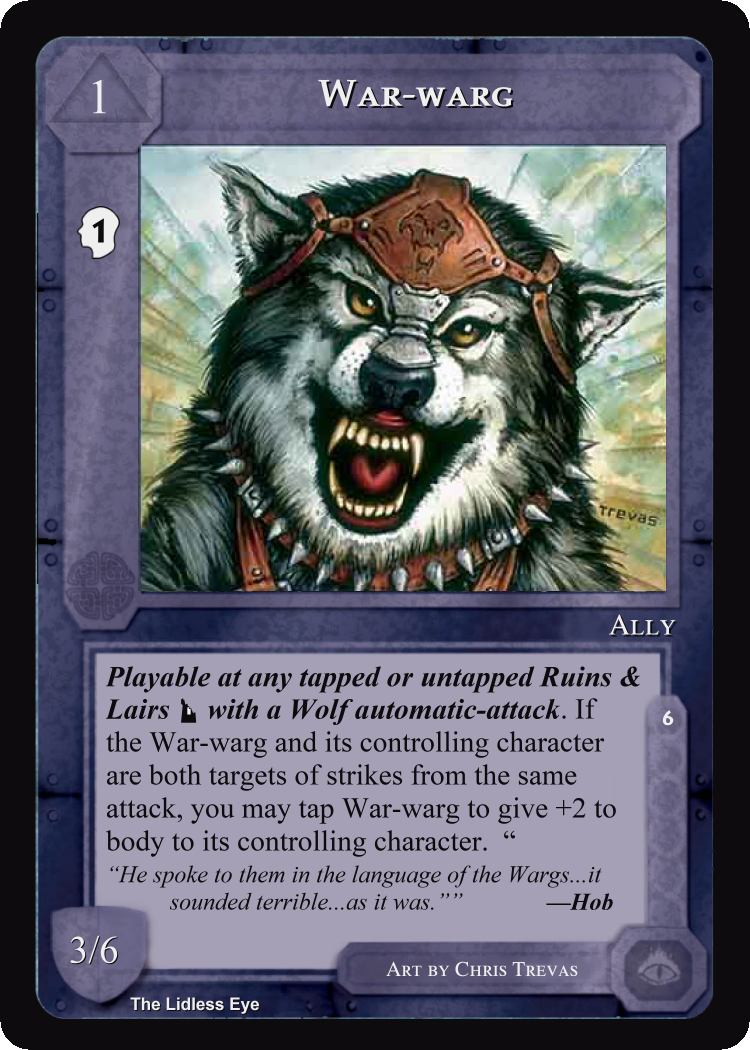 1
War-warg
1
Trevas
Ally
Playable at any tapped or untapped Ruins &
Lairs with a Wolf automatic-attack. If
the War-warg and its controlling character
are both targets of strikes from the same
attack, you may tap War-warg to give +2 to
body to its controlling character. “
“He spoke to them in the language of the Wargs...it
sounded terrible...as it was.”” —Hob
6
3/6
Art by Chris Trevas
The Lidless Eye